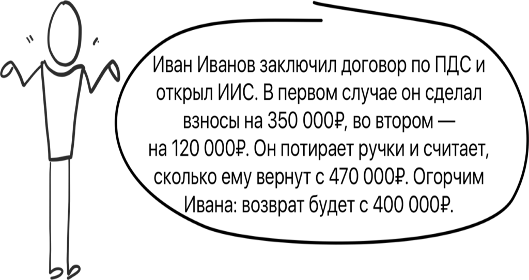 Иван Иванов заключил договор по ПДС и
открыл ИИС. В первом случае он сделал
взносы на 350 000₽, во втором —
на 120 000₽. Он потирает ручки и считает,
сколько ему вернут с 470 000₽. Огорчим
Ивана: возврат будет с 400 000₽.